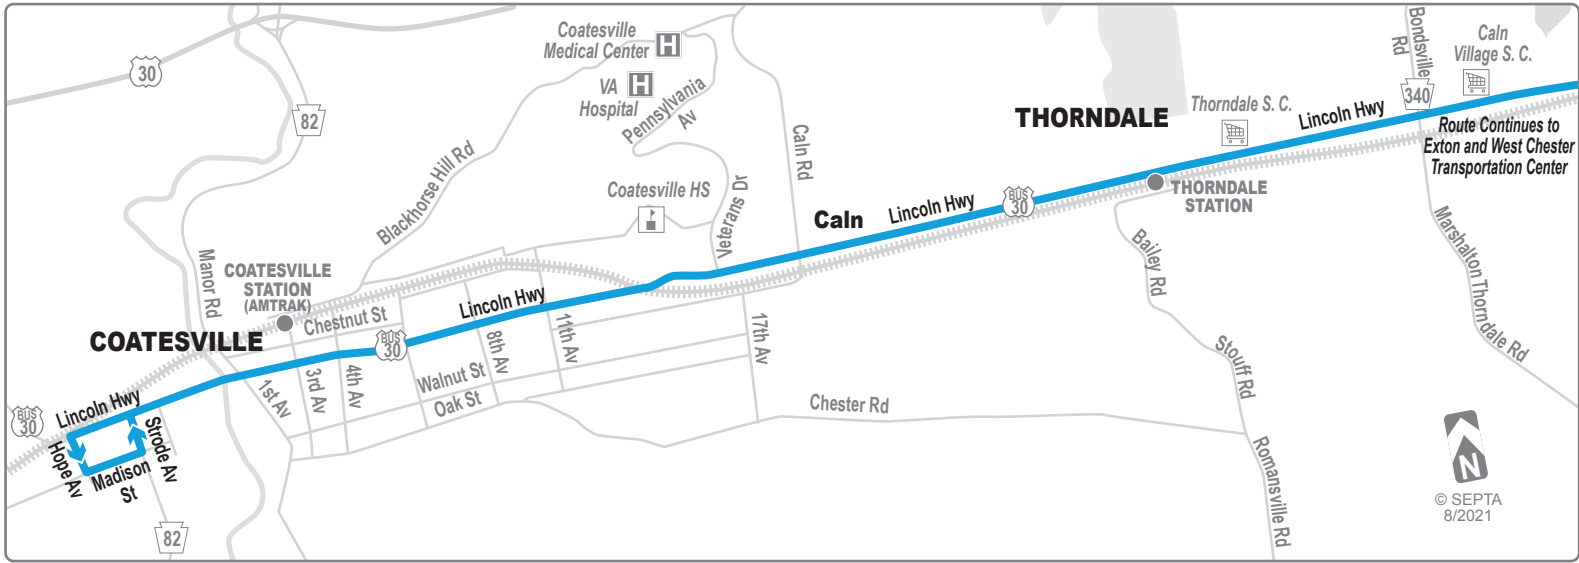 30
82
Coatesville
Medical Center
H
VA
Hospital
H
Pennsylvania
Av
Blackhorse Hill Rd
Coatesville HS
Veterans Dr
Caln Rd
Manor Rd
COATESVILLE
STATION
(AMTRAK)
Chestnut St
COATESVILLE
BUS
30
Lincoln Hwy
1st Av
3rd Av
4th Av
8th Av
11th Av
17th Av
Walnut St
Oak St
Chester Rd
BUS
30
Lincoln Hwy
Hope Av
Madison
St
Strode Av
82
Caln
Lincoln Hwy
BUS
30
THORNDALE
Thorndale S. C.
Lincoln Hwy
Bondsville
Rd
340
Caln
Village S. C.
Route Continues to
Exton and West Chester
Transportation Center
THORNDALE
STATION
Bailey Rd
Stouff Rd
Romansville Rd
Marshalton Thorndale Rd
N
© SEPTA
8/2021